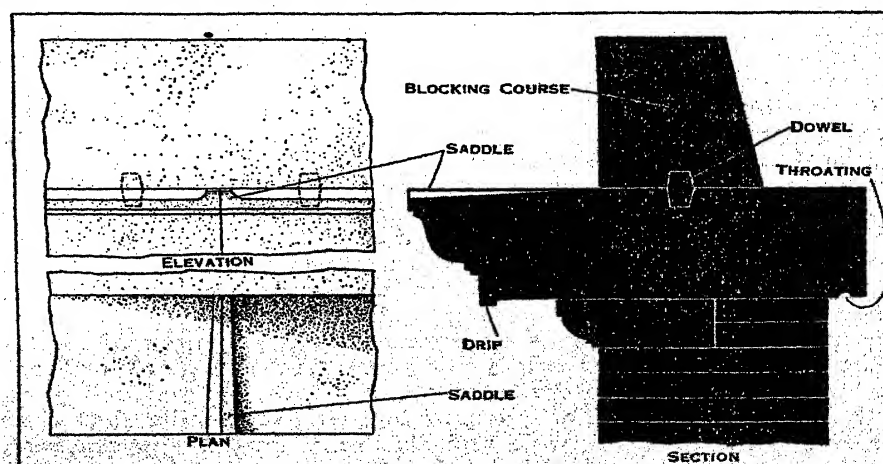 BLOCKING COURSE
DOWEL
SADDLE
THROATING
ELEVATION
DRIP
SADDLE
PLAN
SECTION